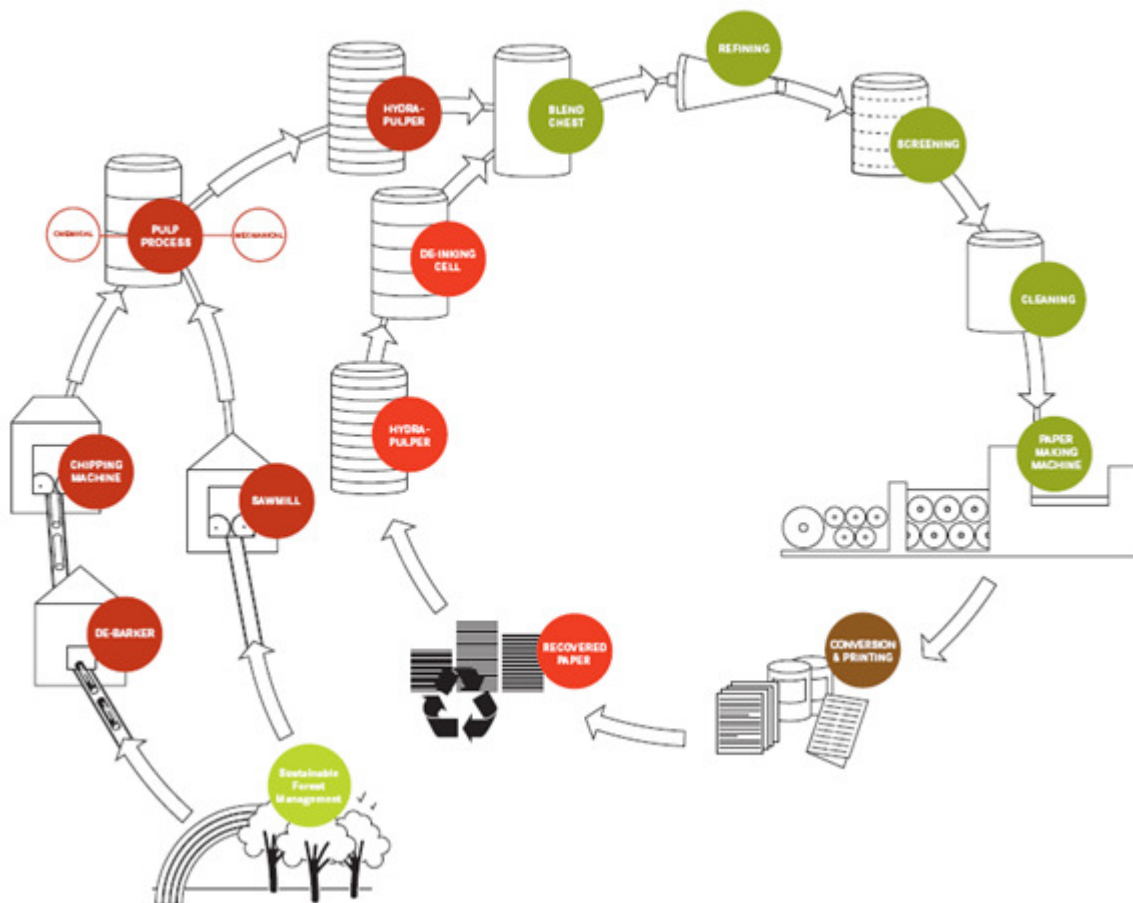 REFINING
HYDRA-
PULPER
BLEND
CHEST
SCREENING
CHEMICAL
PULP
PROCESS
MECHANICAL
DE-INKING
CELL
CLEANING
HYDRA-
PULPER
PAPER
MAKING
MACHINE
CHIPPING
MACHINE
SAWMILL
DE-BARKER
RECOVERED
PAPER
CONVERSION
& PRINTING
Sustainable
Forest
Management